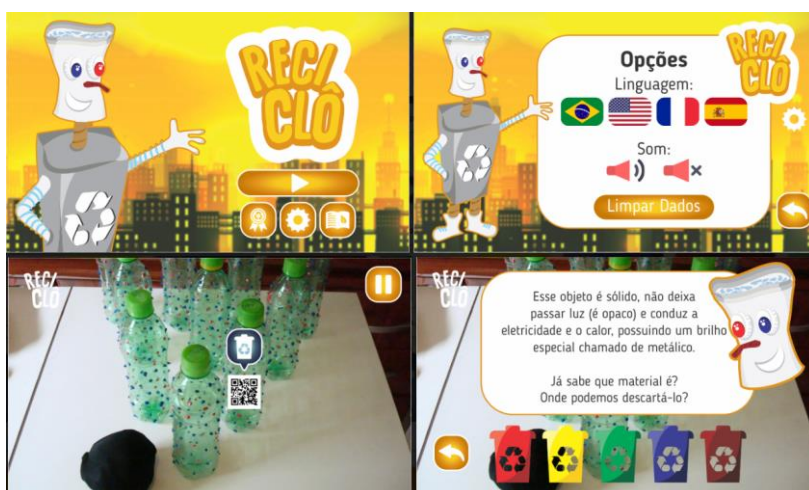 RECI
CLÔ
Opções
Linguagem:
Som:
Limpar Dados
RECI
CLÔ
RECI
CLÔ
RECI
CLÔ
Esse objeto é sólido, não deixa
passar luz (é opaco) e conduz a
eletricidade e o calor, possuindo um brilho
especial chamado de metálico.
Já sabe que material é?
Onde podemos descartá-lo?